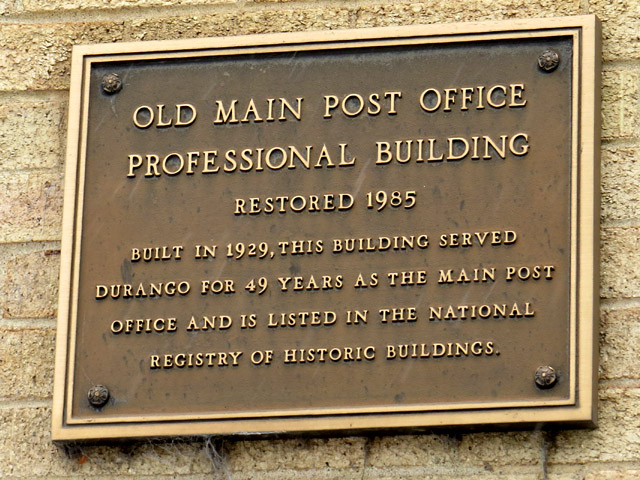 OLD MAIN POST OFFICE
PROFESSIONAL BUILDING
RESTORED 1985
BUILT IN 1929, THIS BUILDING SERVED
DURANGO FOR 49 YEARS AS THE MAIN POST
OFFICE AND IS LISTED IN THE NATIONAL
REGISTRY OF HISTORIC BUILDINGS.